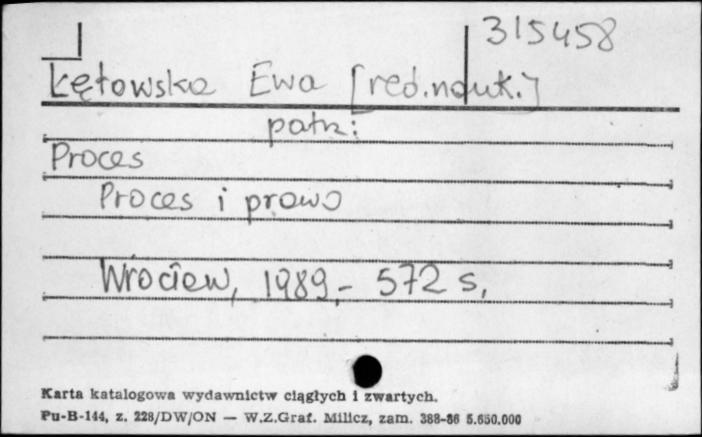 315458
Łętowska Ewa [red.nauk.]
patrz:
Proces
Proces i prawo
Wrocław, 1989,- 572 s,
Karta katalogowa wydawnictw ciągłych i zwartych.
Pu-B-144, z. 228/DW/ON — W.Z.Graf. Milicz, zam. 388-86 5.650.000